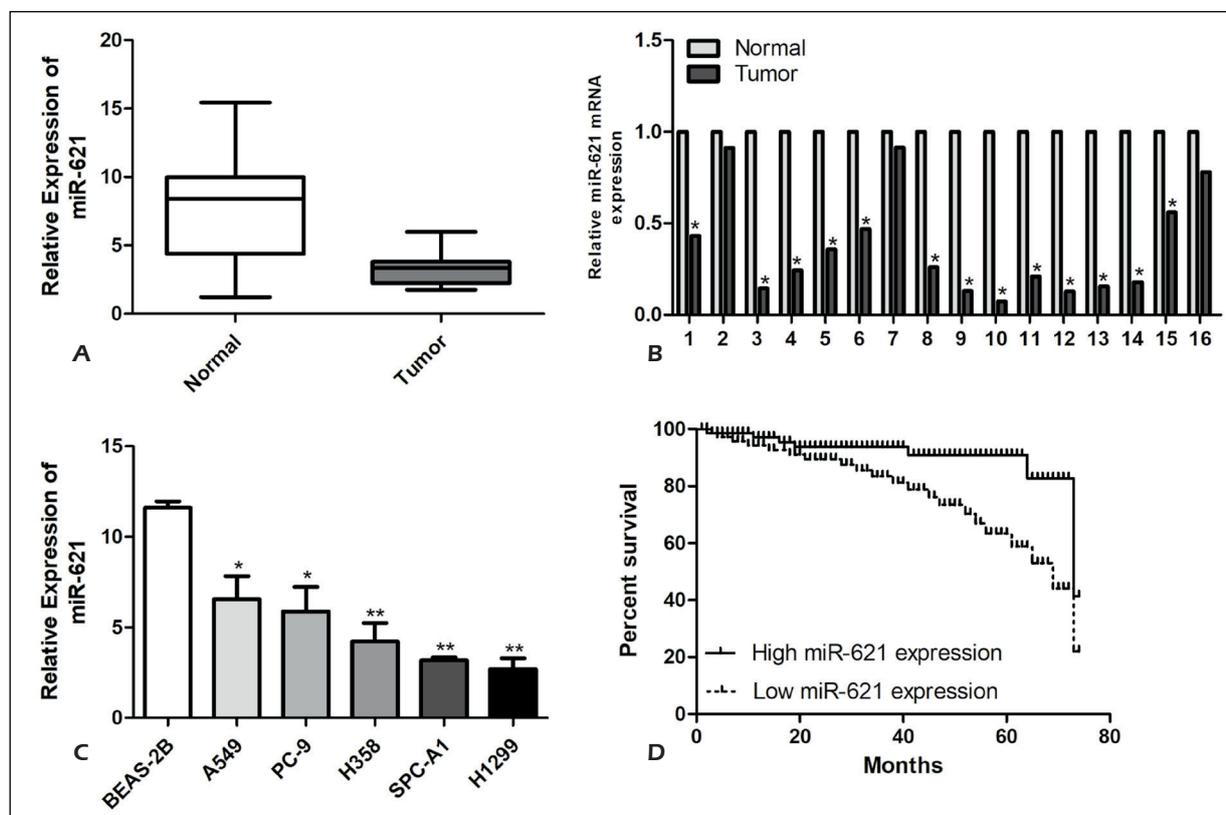 Relative Expression of
miR-621
20
15
10
5
0
Normal
Tumor
A
Relative miR-621 mRNA
expression
1.5
1.0
0.5
0.0
Normal
Tumor
* * * * * * * * * * * * *
1 2 3 4 5 6 7 8 9 10 11 12 13 14 15 16
B
Relative Expression of
miR-621
15
10
5
0
* * ** ** **
BEAS-2B
A549
PC-9
H358
SPC-A1
H1299
C
Percent survival
100
80
60
40
20
0
High miR-621 expression
Low miR-621 expression
0 20 40 60 80
Months
D